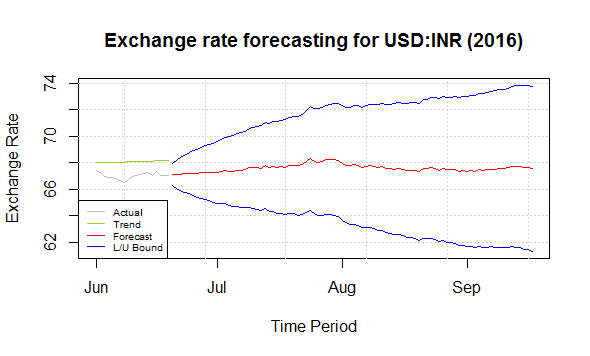 Exchange rate forecasting for USD:INR (2016)
Exchange Rate
74
70
66
62
Actual
Trend
Forecast
L/U Bound
Jun Jul Aug Sep
Time Period